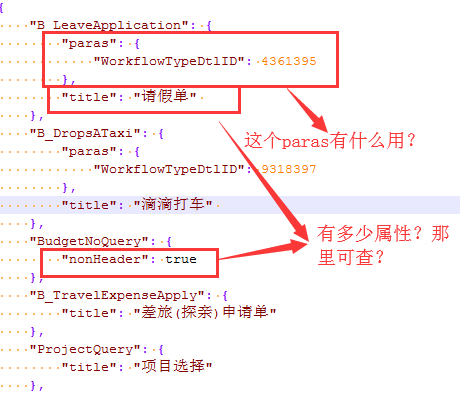 {
"B_LeaveApplication": {
"paras": {
"WorkflowTypeDtlID": 4361395
},
"title": "请假单"
},
"B_DropsATaxi": {
"paras": {
"WorkflowTypeDtlID": 9318397
},
"title": "滴滴打车"
},
"BudgetNoQuery": {
"nonHeader": true
},
"B_TravelExpenseApply": {
"title": "差旅(探亲)申请单"
},
"ProjectQuery": {
"title": "项目选择"
},
这个paras有什么用?
有多少属性? 那
里可查?